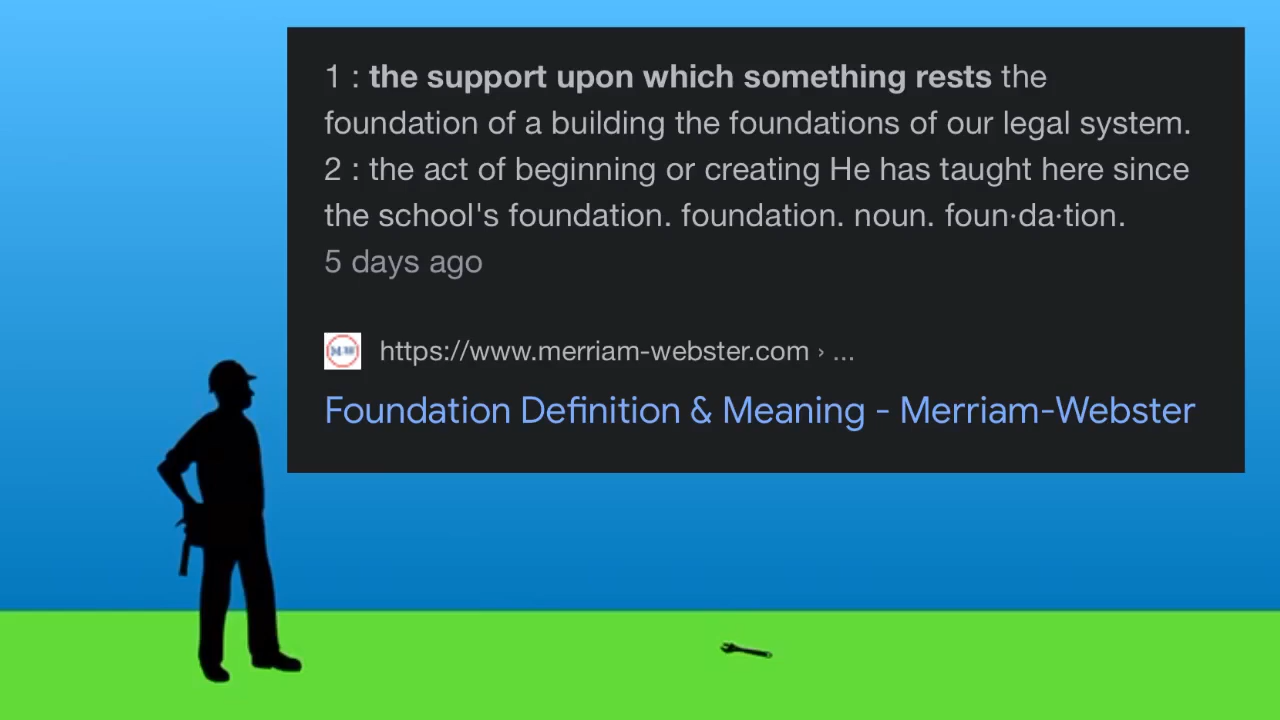 1 : the support upon which something rests the
foundation of a building the foundations of our legal system.
2 : the act of beginning or creating He has taught here since
the school's foundation. foundation. noun. foun·da·tion.
5 days ago
M-W
https://www.merriam-webster.com › ...
Foundation Definition & Meaning - Merriam-Webster